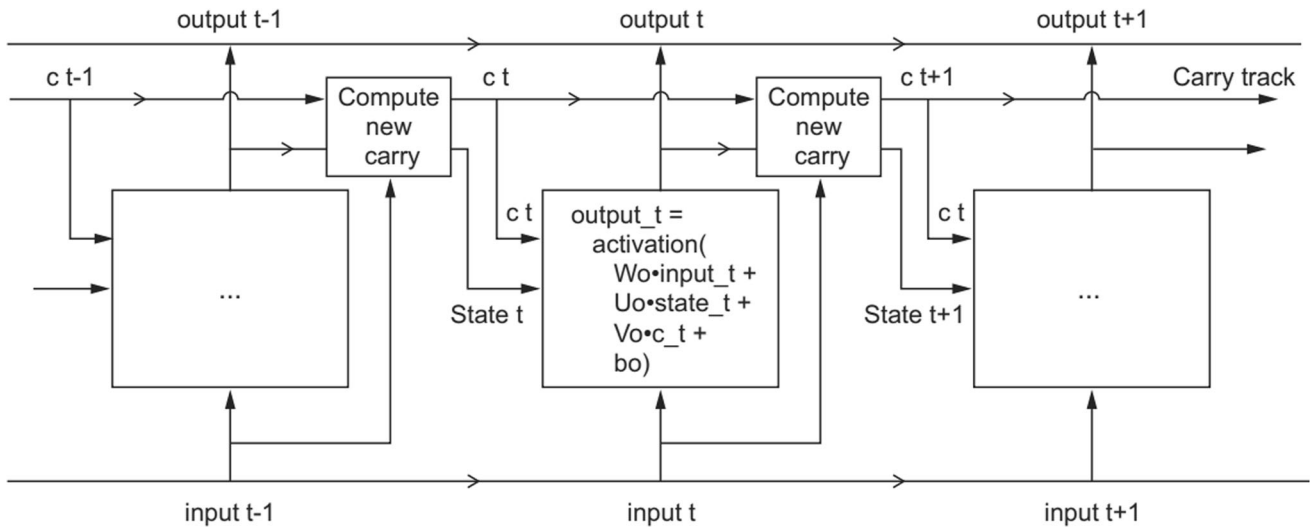 output t-1
output t
output t+1
c t-1
c t
c t+1
Carry track
Compute
new
carry
Compute
new
carry
c t
c t
output_t =
activation(
Wo•input_t +
Uo•state_t +
Vo•c_t +
bo)
...
...
State t
State t+1
input t-1
input t
input t+1